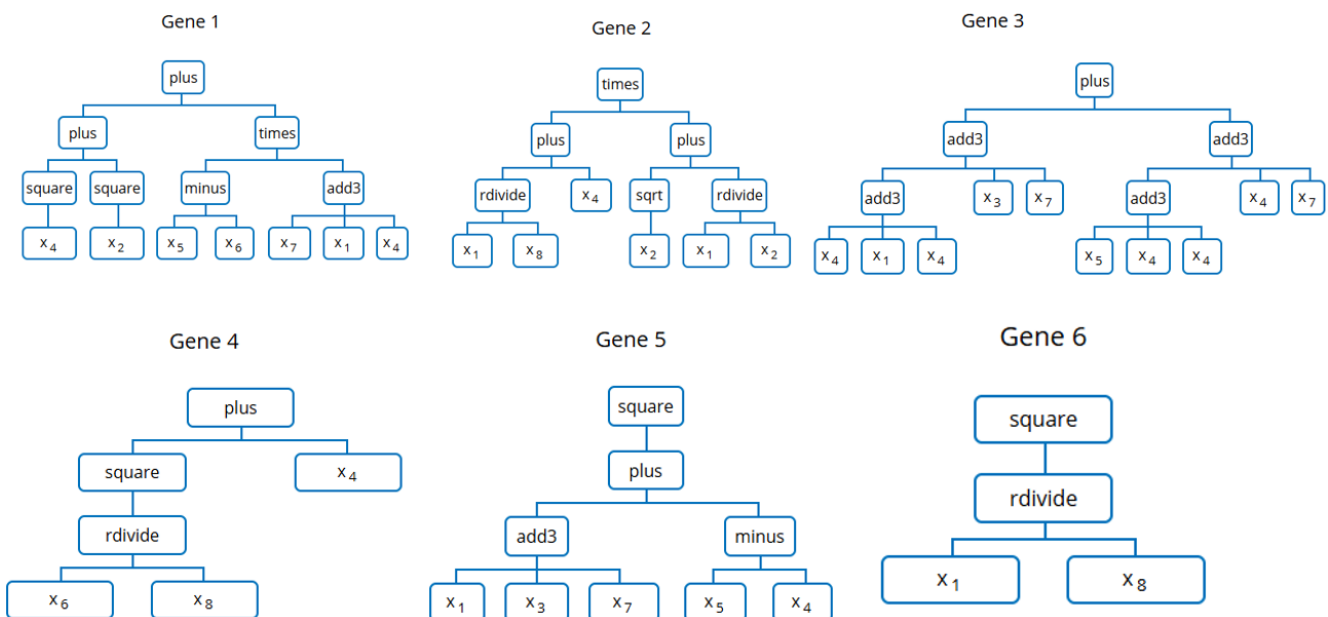 Gene 1
Gene 2
Gene 3
plus
plus times
square square minus add3
x4 x2 x5 x6 x7 x1 x4
times
plus plus
rdivide x4 sqrt rdivide
x1 x8 x2 x1 x2
plus
add3 add3
add3 x3 x7 add3 x4 x7
x4 x1 x4 x5 x4 x4
Gene 4
Gene 5
Gene 6
plus
square x4
rdivide
x6 x8
square
plus
add3 minus
x1 x3 x7 x5 x4
square
rdivide
x1 x8